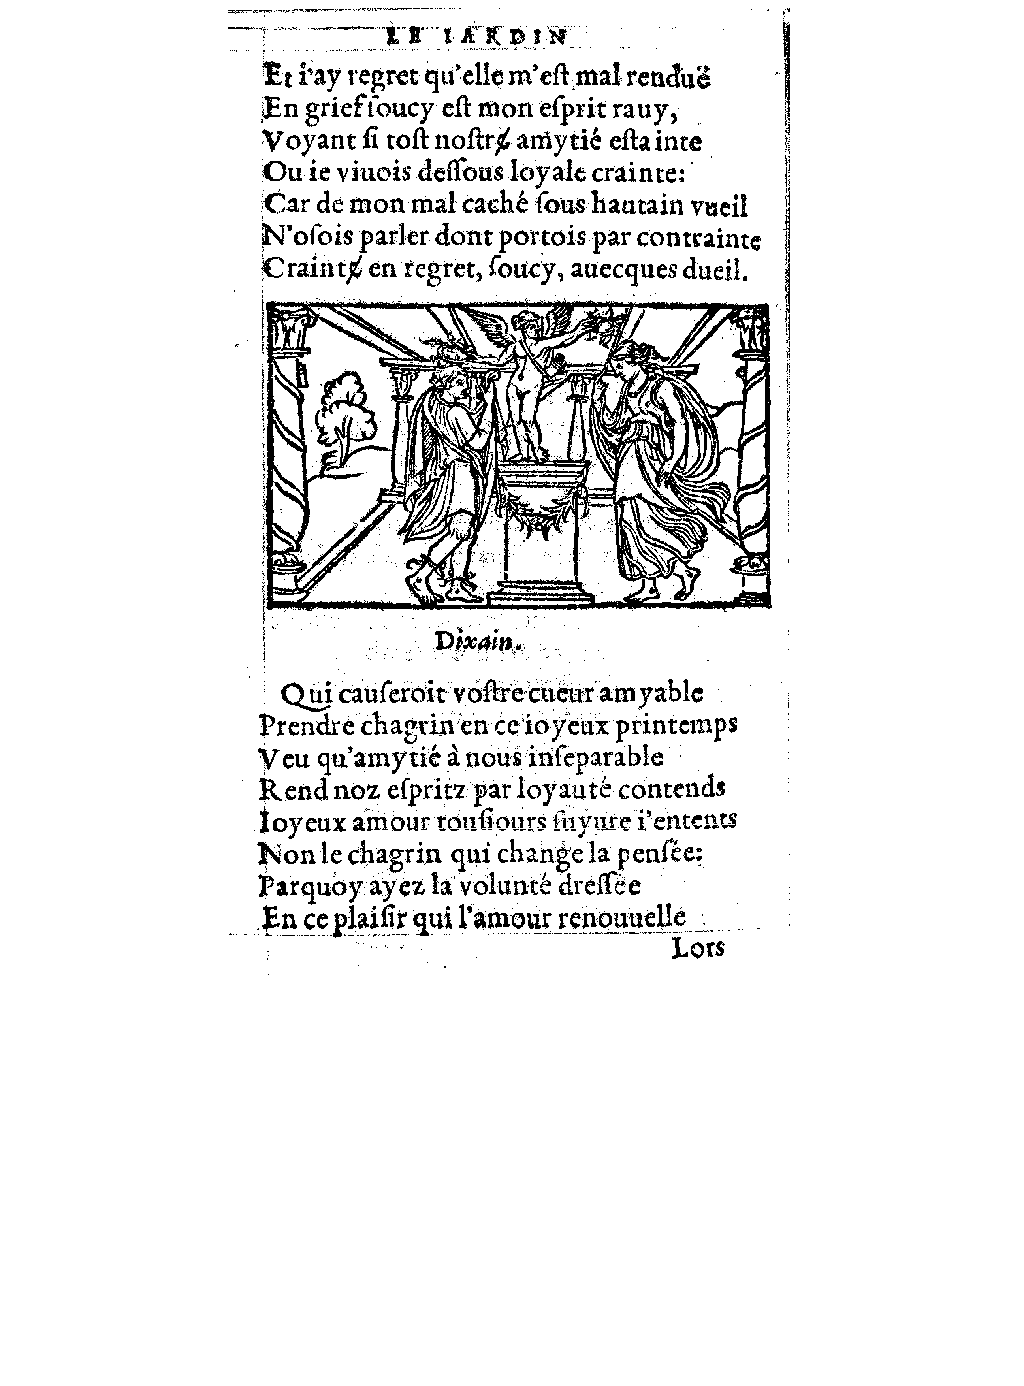 LE IARDIN
Et i'ay regret qu'elle m'eſt mal renduë
En grief ſoucy eſt mon eſprit rauy,
Voyant ſi toſt noſtrɇ amytié eſtainte
Ou ie viuois deſſous loyale crainte:
Car de mon mal caché ſous hautain vueil
N'oſois parler dont portois par contrainte
Craintɇ en regret, ſoucy, auecques dueil.
Dixain.
Qui cauſeroit voſtre cueur amyable
Prendre chagrin en ce ioyeux printemps
Veu qu'amytié à nous inſeparable
Rend noz eſpritz par loyauté contends
Ioyeux amour touſiours ſuyure i'entents
Non le chagrin qui change la penſée:
Parquoy ayez la volunté dreſſée
En ce plaiſir qui l'amour renouuelle
Lors